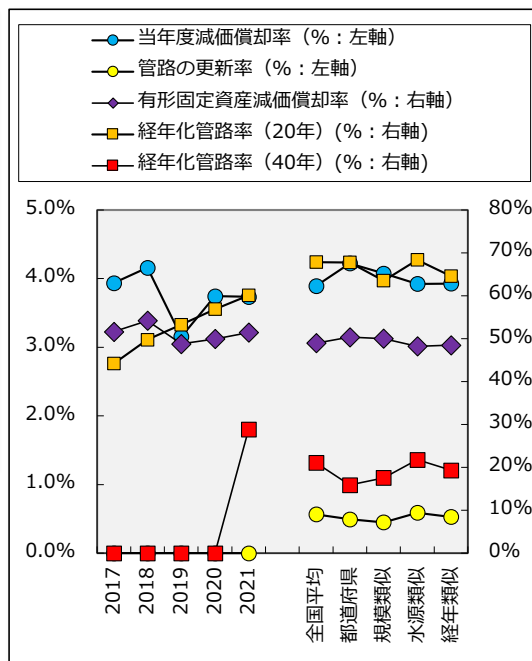 当年度減価償却率（%：左軸）
管路の更新率（%：左軸）
有形固定資産減価償却率（%：右軸）
経年化管路率（20年）(%：右軸)
経年化管路率（40年）(%：右軸)
5.0%
4.0%
3.0%
2.0%
1.0%
0.0%
80%
70%
60%
50%
40%
30%
20%
10%
0%
2017
2018
2019
2020
2021
全国平均
都道府県
規模類似
水源類似
経年類似